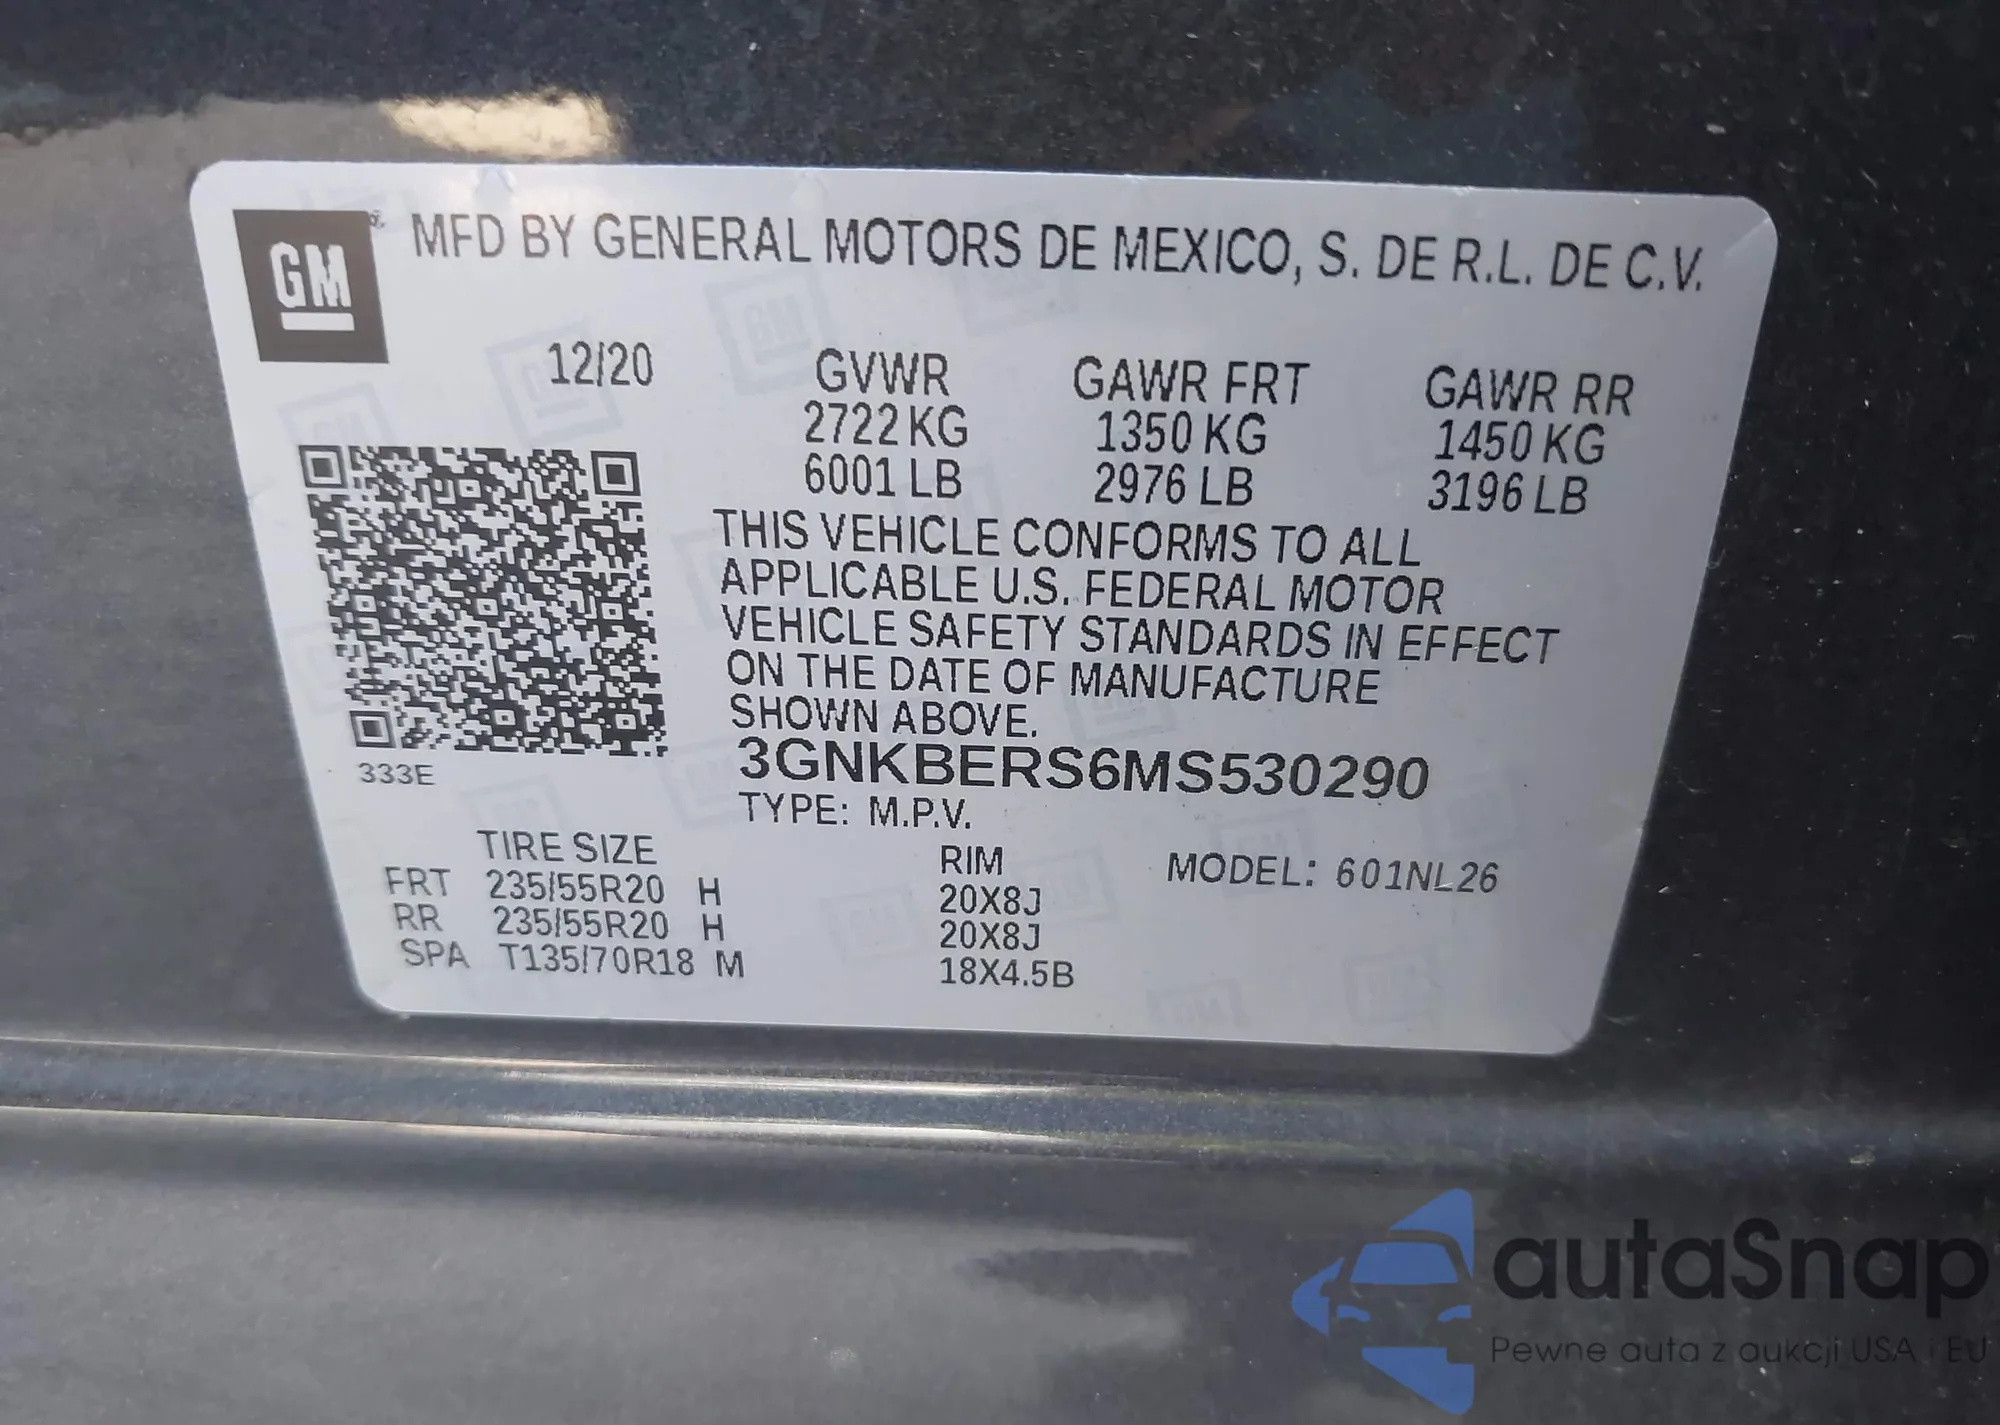 GM MFD BY GENERAL MOTORS DE MEXICO, S. DE R.L. DE C.V.
12/20 GVWR GAWR FRT GAWR RR
2722 KG 1350 KG 1450 KG
6001 LB 2976 LB 3196 LB
THIS VEHICLE CONFORMS TO ALL
APPLICABLE U.S. FEDERAL MOTOR
VEHICLE SAFETY STANDARDS IN EFFECT
ON THE DATE OF MANUFACTURE
SHOWN ABOVE.
3GNKBERS6MS530290
333E
TYPE: M.P.V.
TIRE SIZE RIM MODEL: 601NL26
FRT 235/55R20 H 20X8J
RR 235/55R20 H 20X8J
SPA T135/70R18 M 18X4.5B
autaSnap
Pewne auta z aukcji USA i EU